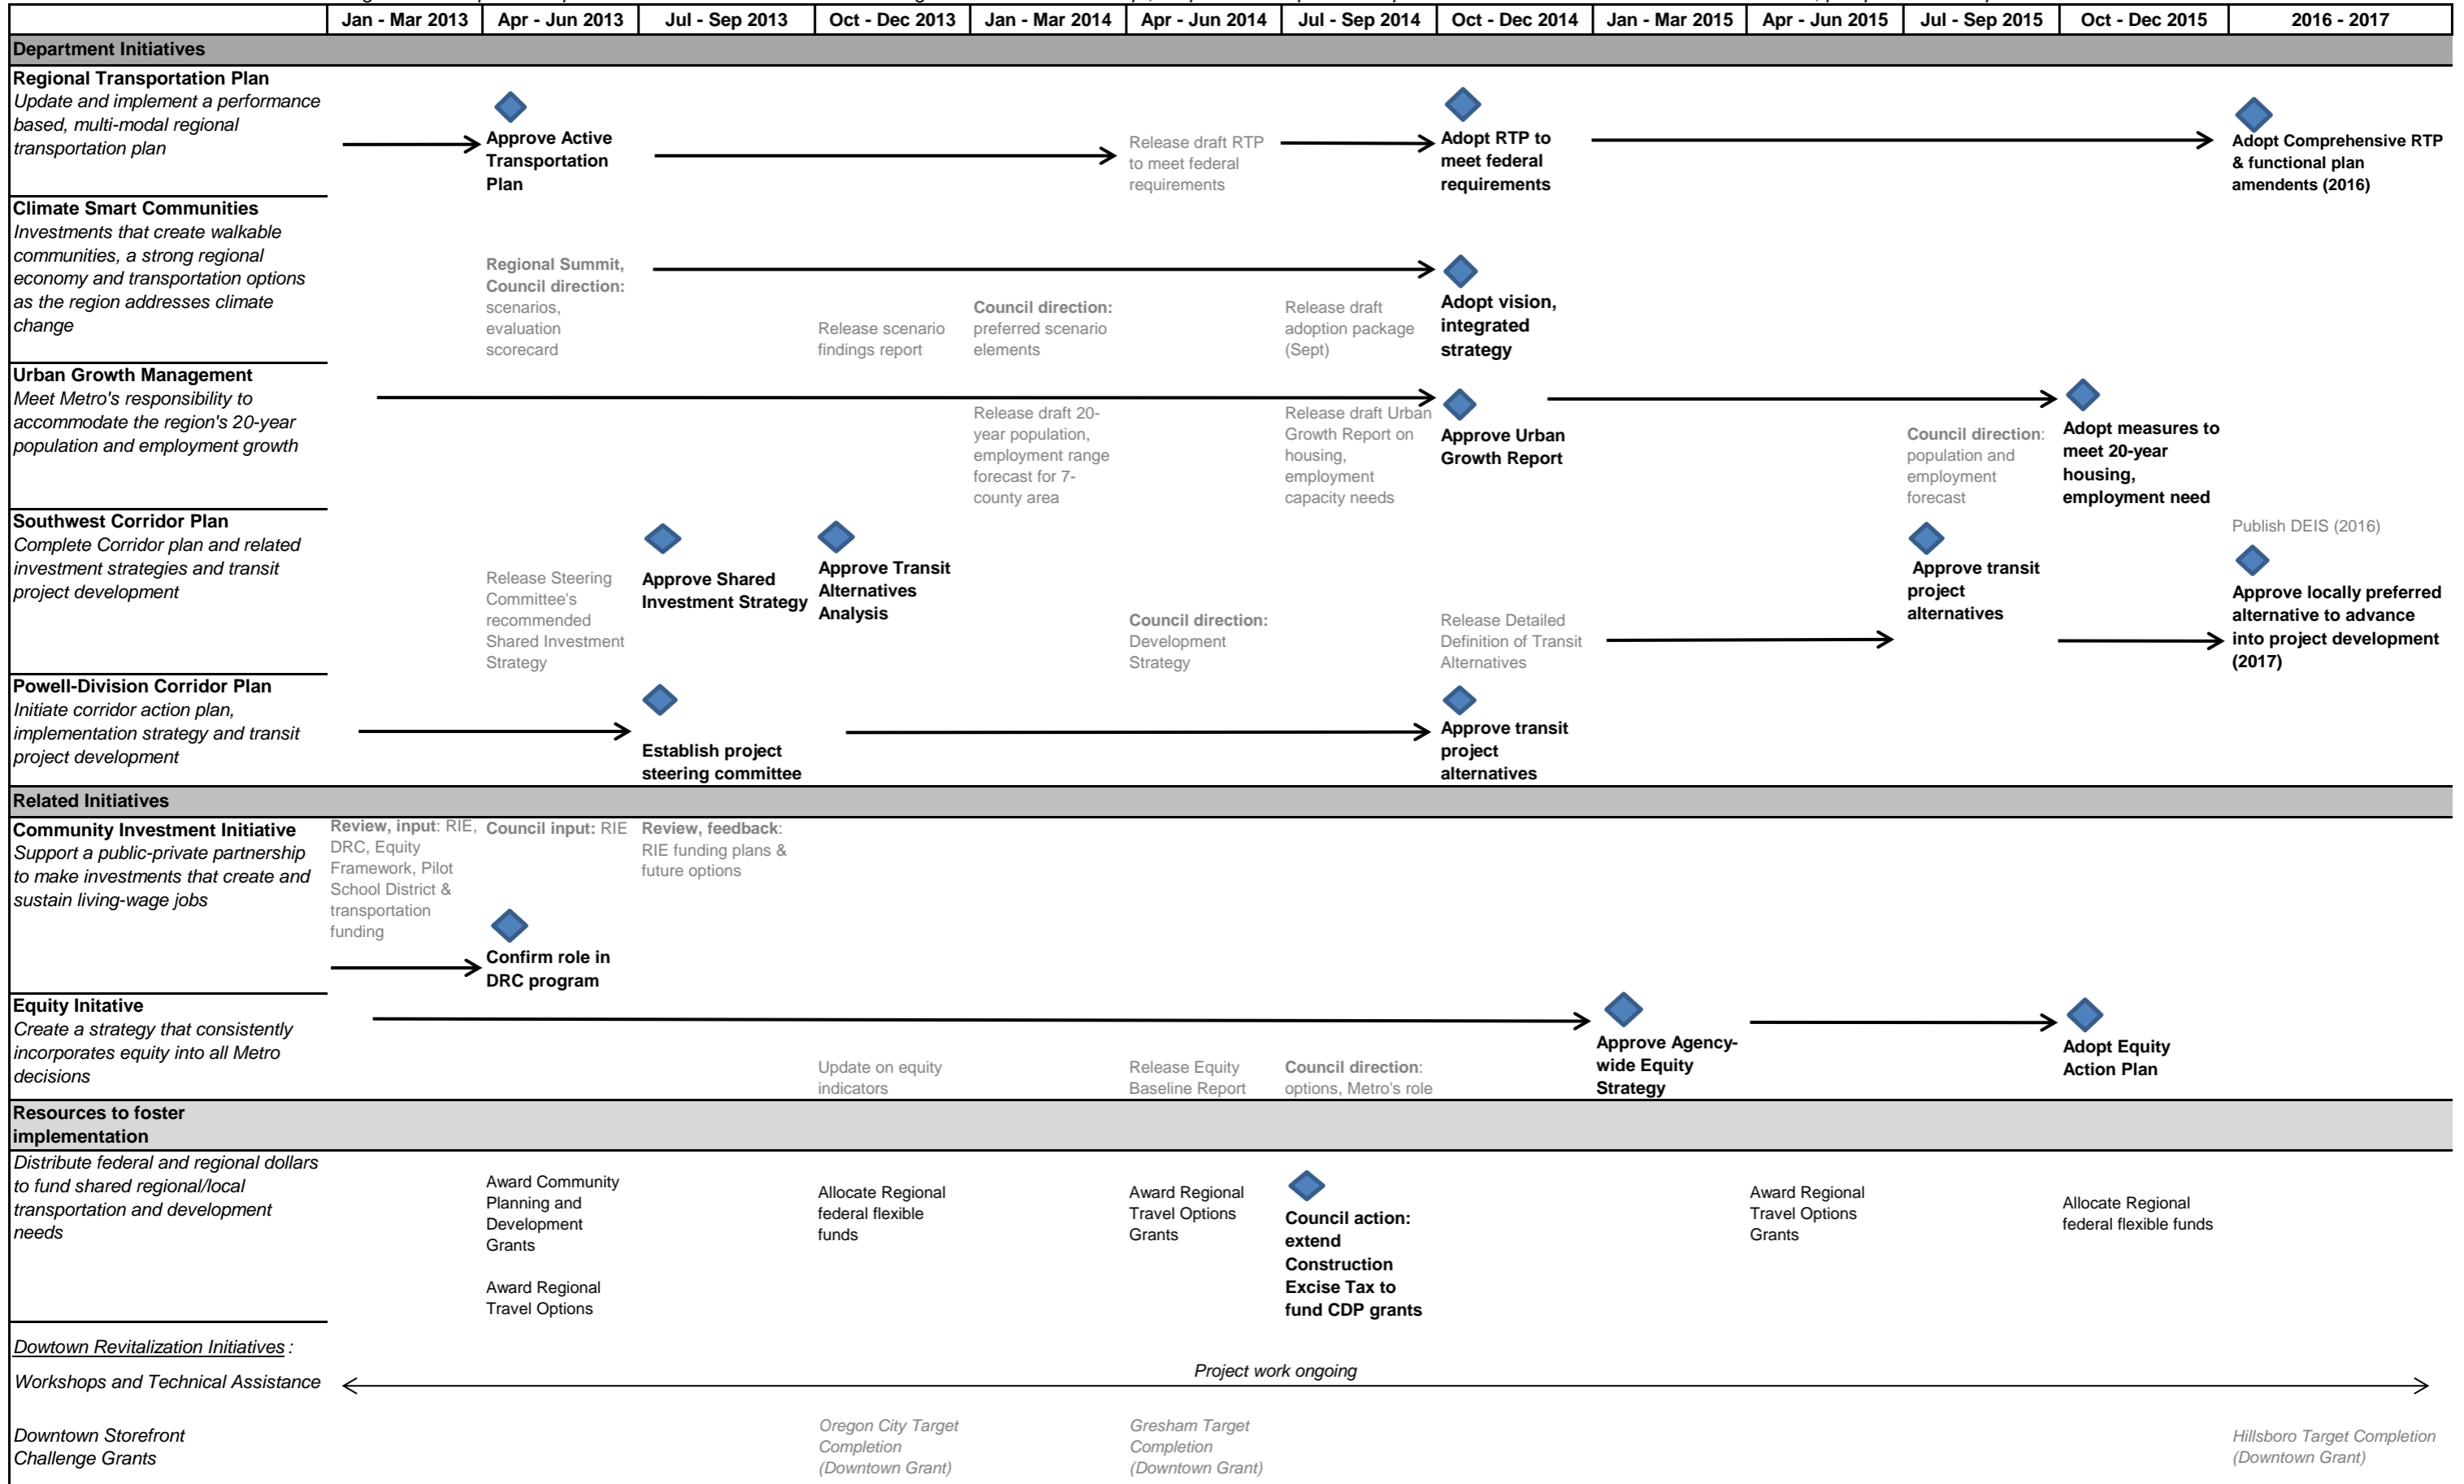 Jan - Mar 2013 Apr - Jun 2013 Jul - Sep 2013 Oct - Dec 2013 Jan - Mar 2014 Apr - Jun 2014 Jul - Sep 2014 Oct - Dec 2014 Jan - Mar 2015 Apr - Jun 2015 Jul - Sep 2015 Oct - Dec 2015 2016 - 2017
Department Initiatives
Regional Transportation Plan
Update and implement a performance
based, multi-modal regional
transportation plan
Approve Active
Transportation
Plan
Release draft RTP
to meet federal
requirements
Adopt RTP to
meet federal
requirements
Adopt Comprehensive RTP
& functional plan
amendents (2016)
Climate Smart Communities
Investments that create walkable
communities, a strong regional
economy and transportation options
as the region addresses climate
change
Regional Summit,
Council direction:
scenarios,
evaluation
scorecard
Release scenario
findings report
Council direction:
preferred scenario
elements
Release draft
adoption package
(Sept)
Adopt vision,
integrated
strategy
Urban Growth Management
Meet Metro's responsibility to
accommodate the region's 20-year
population and employment growth
Release draft 20-
year population,
employment range
forecast for 7-
county area
Release draft Urban
Growth Report on
housing,
employment
capacity needs
Approve Urban
Growth Report
Council direction:
population and
employment
forecast
Adopt measures to
meet 20-year
housing,
employment need
Southwest Corridor Plan
Complete Corridor plan and related
investment strategies and transit
project development
Release Steering
Committee's
recommended
Shared Investment
Strategy
Approve Shared
Investment Strategy
Approve Transit
Alternatives
Analysis
Council direction:
Development
Strategy
Release Detailed
Definition of Transit
Alternatives
Approve transit
project
alternatives
Publish DEIS (2016)
Approve locally preferred
alternative to advance
into project development
(2017)
Powell-Division Corridor Plan
Initiate corridor action plan,
implementation strategy and transit
project development
Establish project
steering committee
Approve transit
project
alternatives
Related Initiatives
Community Investment Initiative
Support a public-private partnership
to make investments that create and
sustain living-wage jobs
Review, input: RIE,
DRC, Equity
Framework, Pilot
School District &
transportation
funding
Council input: RIE
Confirm role in
DRC program
Review, feedback:
RIE funding plans &
future options
Equity Initative
Create a strategy that consistently
incorporates equity into all Metro
decisions
Update on equity
indicators
Release Equity
Baseline Report
Council direction:
options, Metro's role
Approve Agency-
wide Equity
Strategy
Adopt Equity
Action Plan
Resources to foster
implementation
Distribute federal and regional dollars
to fund shared regional/local
transportation and development
needs
Award Community
Planning and
Development
Grants
Award Regional
Travel Options
Allocate Regional
federal flexible
funds
Award Regional
Travel Options
Grants
Council action:
extend
Construction
Excise Tax to
fund CDP grants
Award Regional
Travel Options
Grants
Allocate Regional
federal flexible funds
Dowtown Revitalization Initiatives :
Workshops and Technical Assistance
Project work ongoing
Downtown Storefront
Challenge Grants
Oregon City Target
Completion
(Downtown Grant)
Gresham Target
Completion
(Downtown Grant)
Hillsboro Target Completion
(Downtown Grant)